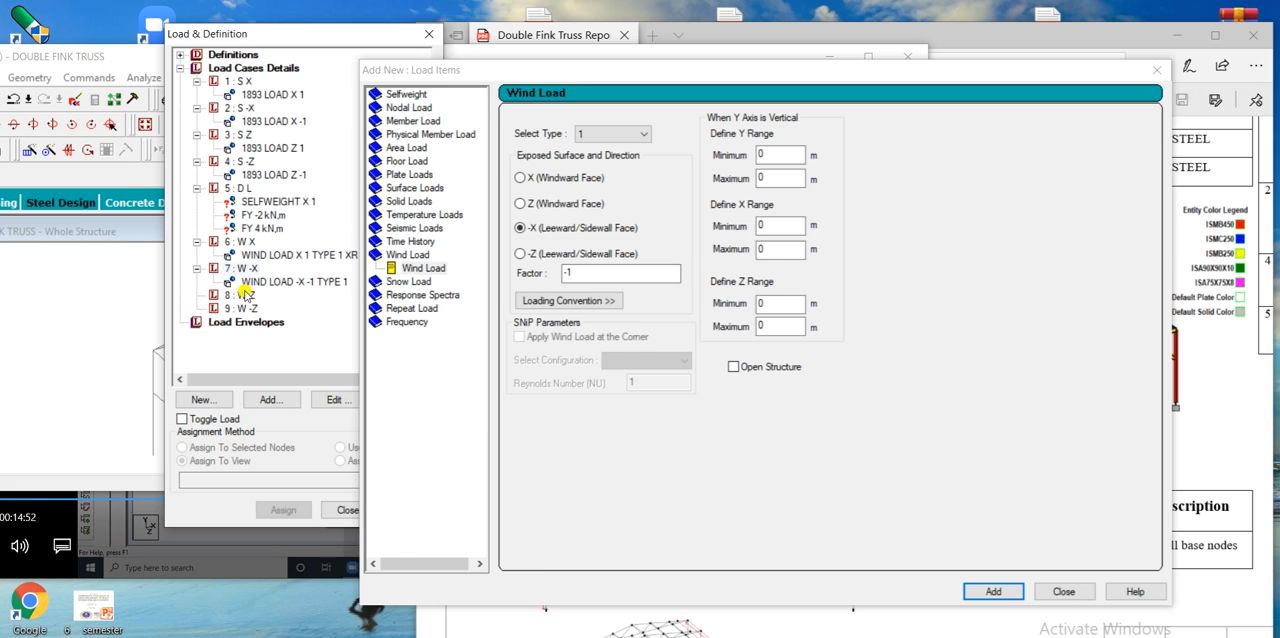 Load & Definition
Double Fink Truss Repo
) - DOUBLE FINK TRUSS
Geometry Commands Analyze
Definitions
Load Cases Details
1 : S X
1893 LOAD X 1
2 : S -X
1893 LOAD X -1
3 : S Z
1893 LOAD Z 1
4 : S -Z
1893 LOAD Z -1
5 : D L
SELFWEIGHT X 1
FY -2 kN,m
FY 4 kN,m
6 : W X
WIND LOAD X 1 TYPE 1 XR
7 : W -X
WIND LOAD -X -1 TYPE 1
8 : W Z
9 : W -Z
Load Envelopes
New...
Add...
Edit ...
Toggle Load
Assignment Method
Assign To Selected Nodes
Us
Assign To View
As
Assign
Close
ing Steel Design Concrete D
K TRUSS - Whole Structure
00:14:52
For Help, press F1
Type here to search
Google
6 semester
Add New : Load Items
Selfweight
Nodal Load
Member Load
Physical Member Load
Area Load
Floor Load
Plate Loads
Surface Loads
Solid Loads
Temperature Loads
Seismic Loads
Time History
Wind Load
Wind Load
Snow Load
Response Spectra
Repeat Load
Frequency
Wind Load
Select Type : 1
Exposed Surface and Direction
X (Windward Face)
Z (Windward Face)
-X (Leeward/Sidewall Face)
-Z (Leeward/Sidewall Face)
Factor : -1
Loading Convention >>
SNiP Parameters
Apply Wind Load at the Corner
Select Configuration :
Reynolds Number (NU) 1
When Y Axis is Vertical
Define Y Range
Minimum 0 m
Maximum 0 m
Define X Range
Minimum 0 m
Maximum 0 m
Define Z Range
Minimum 0 m
Maximum 0 m
Open Structure
Add
Close
Help
STEEL
STEEL
2
Entity Color Legend
ISMB450
ISMC250
ISMB250
4
ISA90X90X10
ISA75X75X8
Default Plate Color
Default Solid Color
5
scription
ll base nodes
Activate Windows